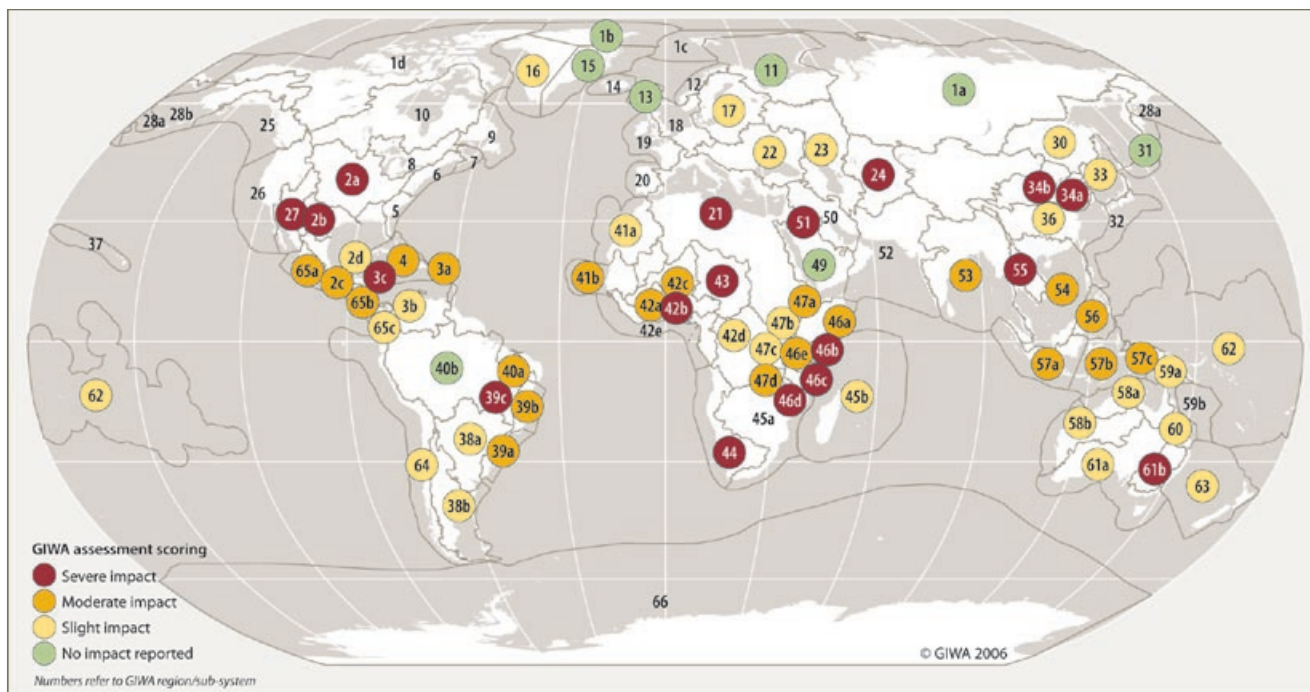 1b
1c
1d
15
16
11
14
12
1a
13
28a
28b
28a
10
17
25
18
9
30
31
19
22
23
8
7
33
2a
6
20
24
34b
34a
26
27
2b
5
21
51
50
36
32
41a
37
2d
4
52
65a
3c
3a
49
53
55
2c
41b
42c
43
54
65b
3b
42a
42b
47a
56
65c
42e
42d
47b
46a
47c
46e
46b
57a
57b
57c
62
59a
40b
40a
47d
46c
62
39c
39b
46d
45b
58a
59b
45a
58b
60
38a
39a
44
64
61a
61b
63
38b
GIWA assessment scoring
Severe impact
Moderate impact
Slight impact
No impact reported
66
© GIWA 2006
Numbers refer to GIWA region/sub-system